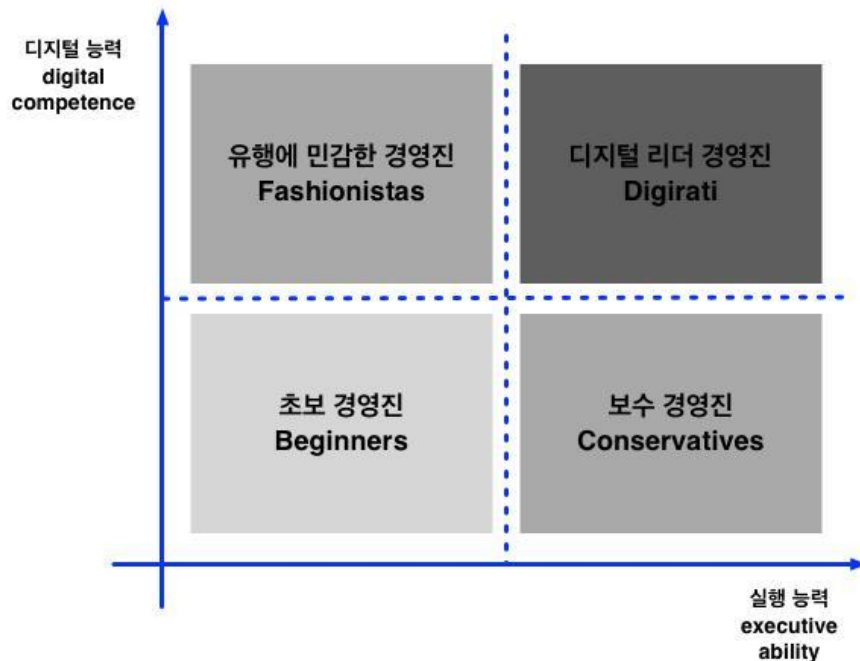 디지털 능력
digital
competence
유행에 민감한 경영진
Fashionistas
디지털 리더 경영진
Digirati
초보 경영진
Beginners
보수 경영진
Conservatives
실행 능력
executive
ability